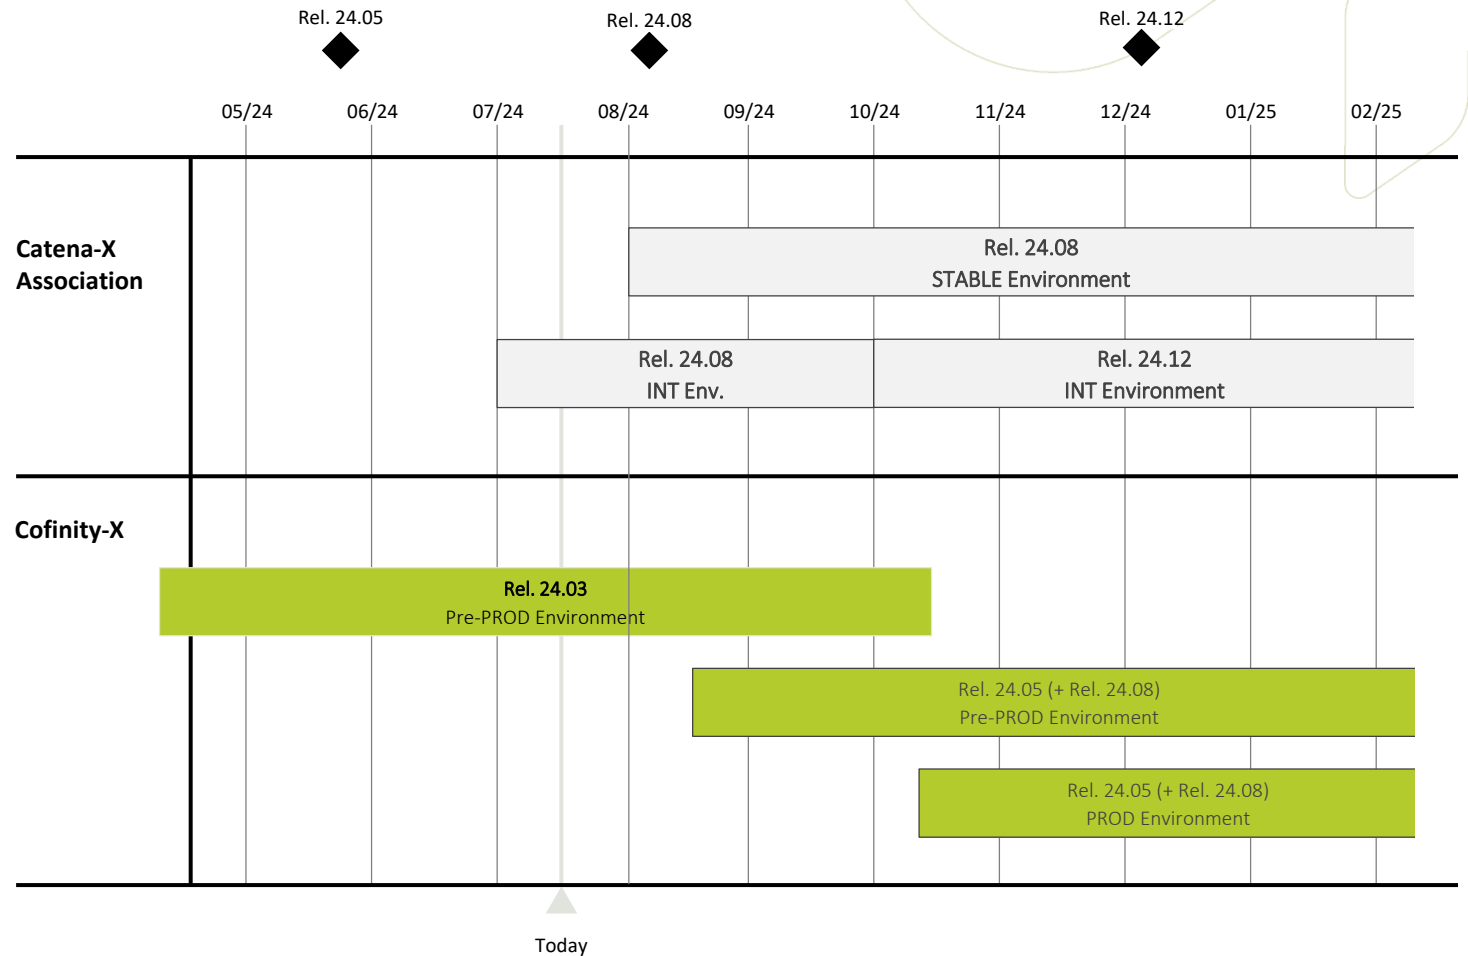 Rel. 24.05
Rel. 24.08
Rel. 24.12
05/24
06/24
07/24
08/24
09/24
10/24
11/24
12/24
01/25
02/25
Catena-X
Association
Rel. 24.08
STABLE Environment
Rel. 24.08
INT Env.
Rel. 24.12
INT Environment
Cofinity-X
Rel. 24.03
Pre-PROD Environment
Rel. 24.05 (+ Rel. 24.08)
Pre-PROD Environment
Rel. 24.05 (+ Rel. 24.08)
PROD Environment
Today